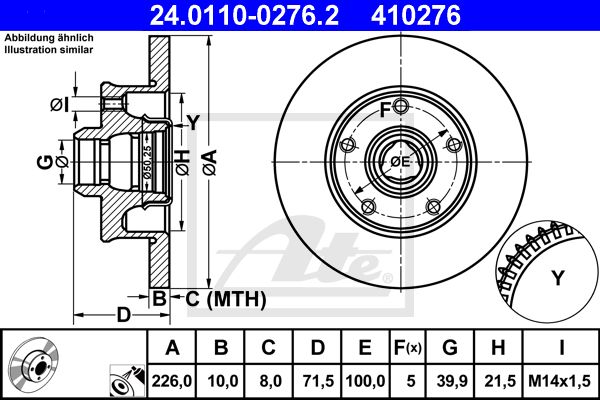 24.0110-0276.2 410276
Abbildung ähnlich
Illustration similar
ØI
G
Ø
Ø50,25
Y
ØH
ØA
F
ØE
B
C (MTH)
D
Y
Ate
A B C D E F(x) G H I
226,0 10,0 8,0 71,5 100,0 5 39,9 21,5 M14x1,5